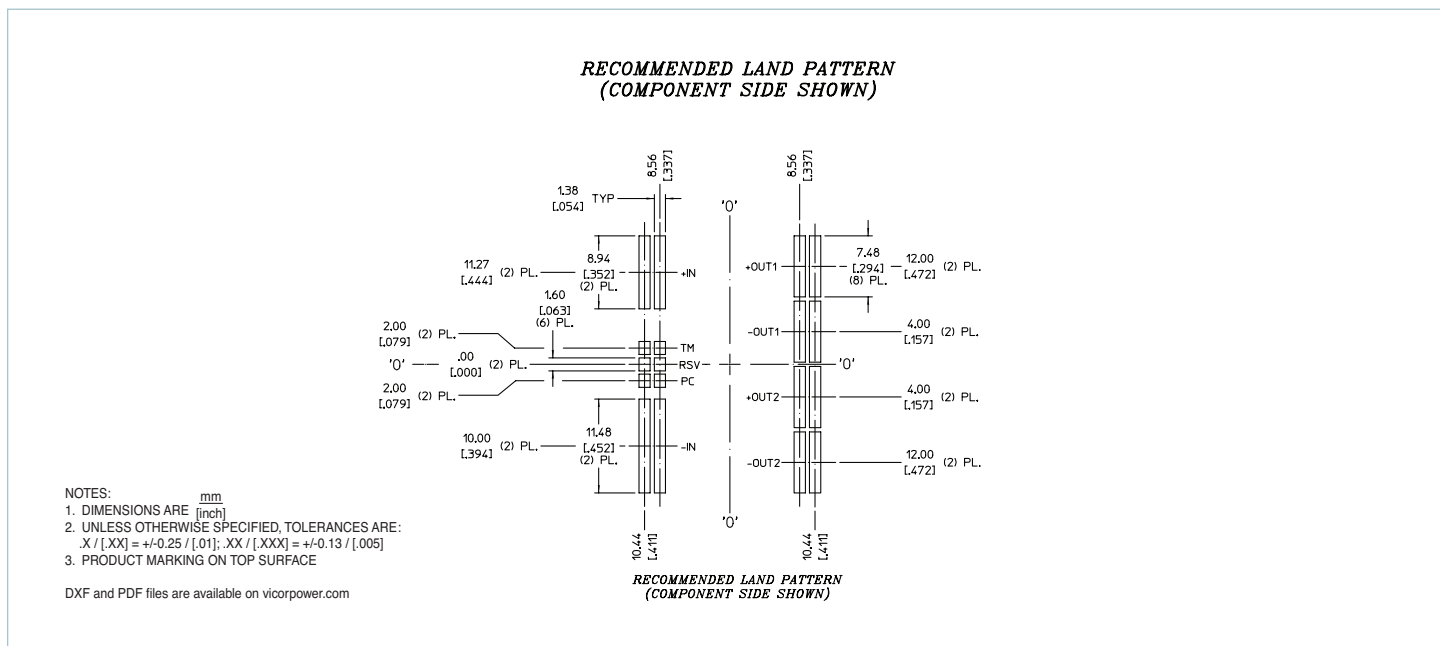 RECOMMENDED LAND PATTERN
(COMPONENT SIDE SHOWN)
8.56
[.337]
8.56
[.337]
1.38
[.054]
TYP
'0'
11.27
[.444]
(2) PL.
8.94
[.352]
(2) PL.
+IN
+OUT1
7.48
[.294]
(8) PL.
12.00
[.472]
(2) PL.
1.60
[.063]
(6) PL.
-OUT1
4.00
[.157]
(2) PL.
2.00
[.079]
(2) PL.
TM
'0'
.00
[.000]
(2) PL.
RSV
'0'
2.00
[.079]
(2) PL.
PC
+OUT2
4.00
[.157]
(2) PL.
10.00
[.394]
(2) PL.
11.48
[.452]
(2) PL.
-IN
-OUT2
12.00
[.472]
(2) PL.
'0'
10.44
[.411]
10.44
[.411]
RECOMMENDED LAND PATTERN
(COMPONENT SIDE SHOWN)
NOTES:
1. DIMENSIONS ARE mm
[inch]
2. UNLESS OTHERWISE SPECIFIED, TOLERANCES ARE:
.X / [.XX] = +/-0.25 / [.01]; .XX / [.XXX] = +/-0.13 / [.005]
3. PRODUCT MARKING ON TOP SURFACE
DXF and PDF files are available on vicorpower.com